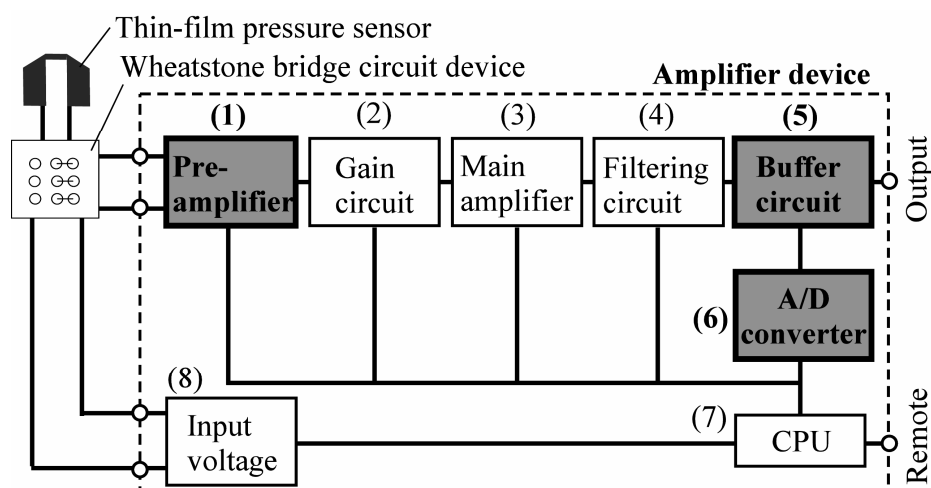 Thin-film pressure sensor
Wheatstone bridge circuit device
Amplifier device
(1)
(2)
(3)
(4)
(5)
Pre-
amplifier
Gain
circuit
Main
amplifier
Filtering
circuit
Buffer
circuit
Output
(6)
A/D
converter
(8)
Input
voltage
(7)
CPU
Remote